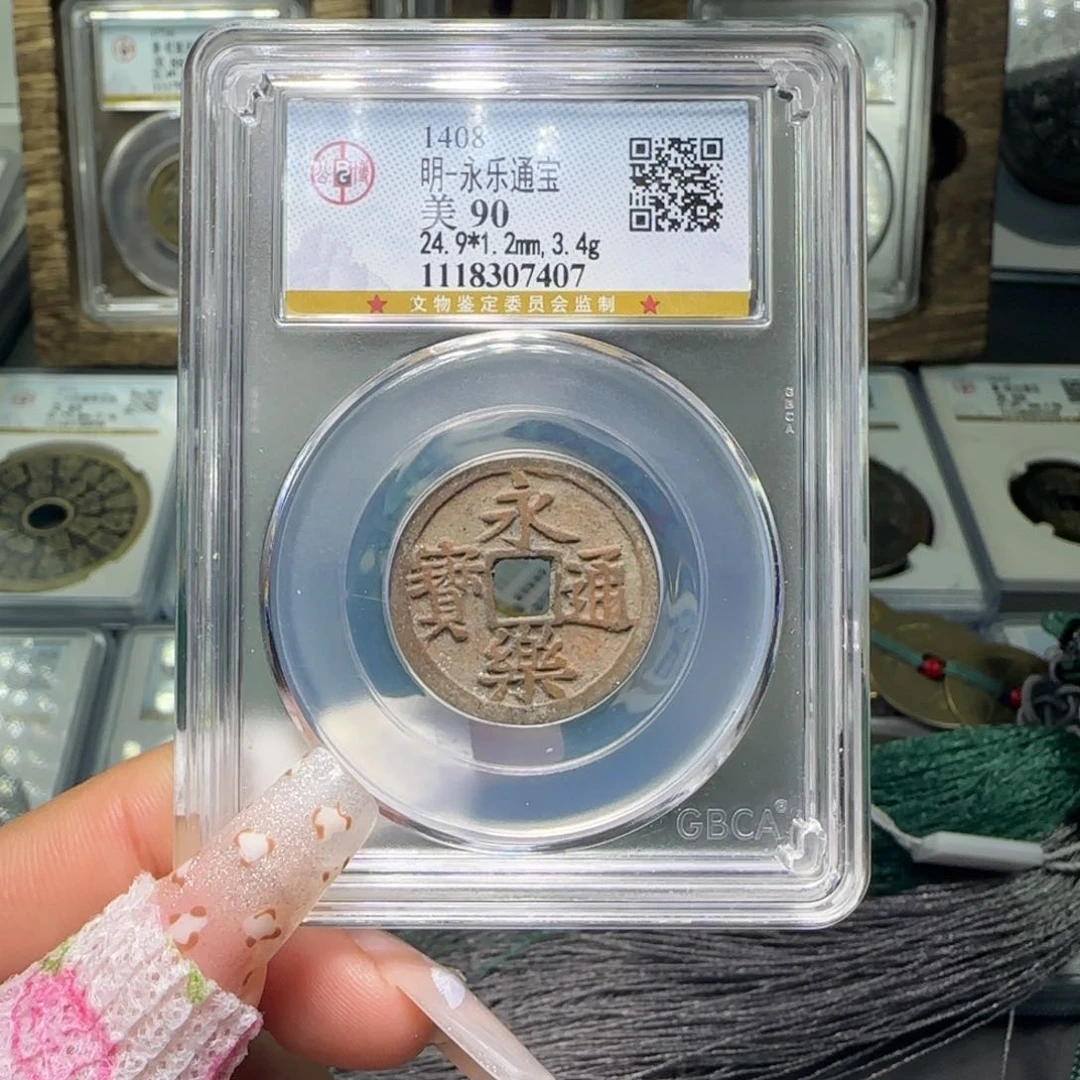 1408
明-永乐通宝
美 90
24.9*1.2mm,3.4g
1118307407
★ 文物鉴定委员会监制 ★
GBCA
永樂通寶
GBCA®